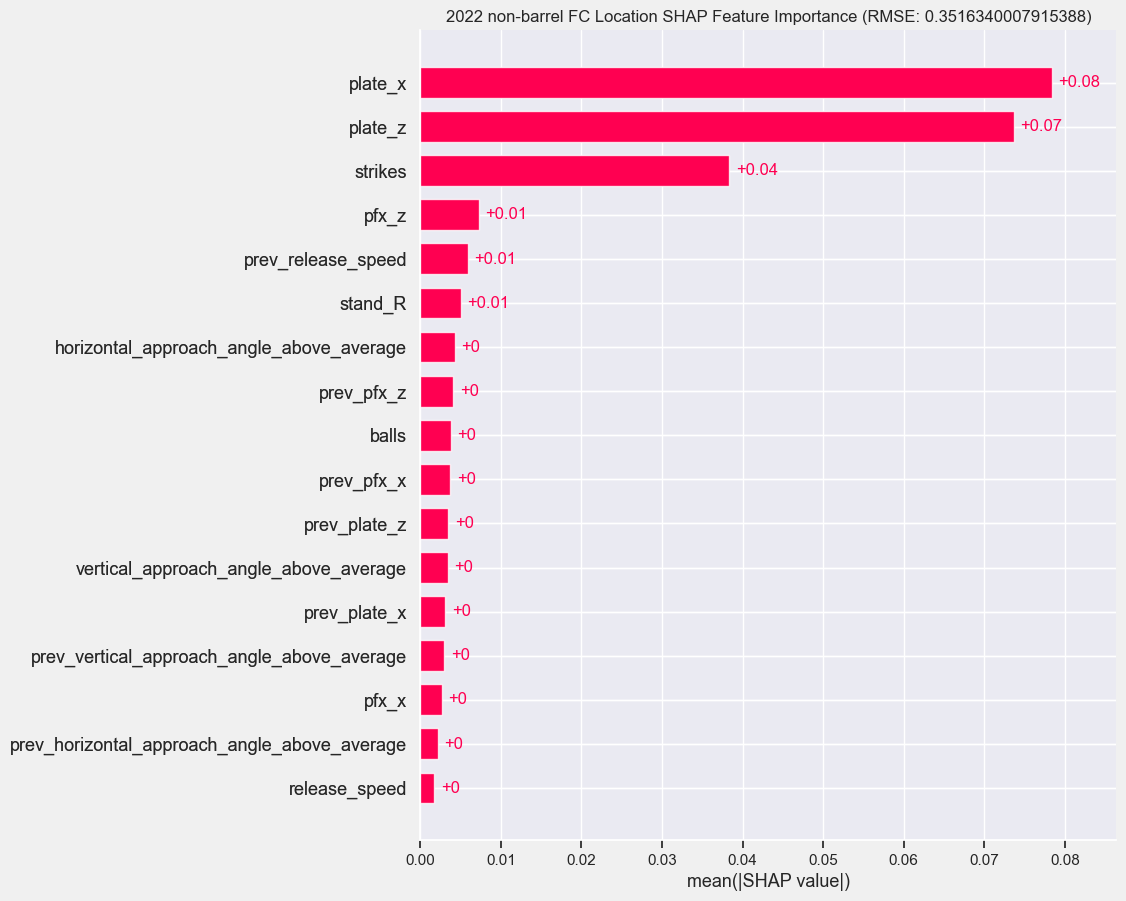 2022 non-barrel FC Location SHAP Feature Importance (RMSE: 0.3516340007915388)
plate_x +0.08
plate_z +0.07
strikes +0.04
pfx_z +0.01
prev_release_speed +0.01
stand_R +0.01
horizontal_approach_angle_above_average +0
prev_pfx_z +0
balls +0
prev_pfx_x +0
prev_plate_z +0
vertical_approach_angle_above_average +0
prev_plate_x +0
prev_vertical_approach_angle_above_average +0
pfx_x +0
prev_horizontal_approach_angle_above_average +0
release_speed +0
0.00 0.01 0.02 0.03 0.04 0.05 0.06 0.07 0.08
mean(|SHAP value|)